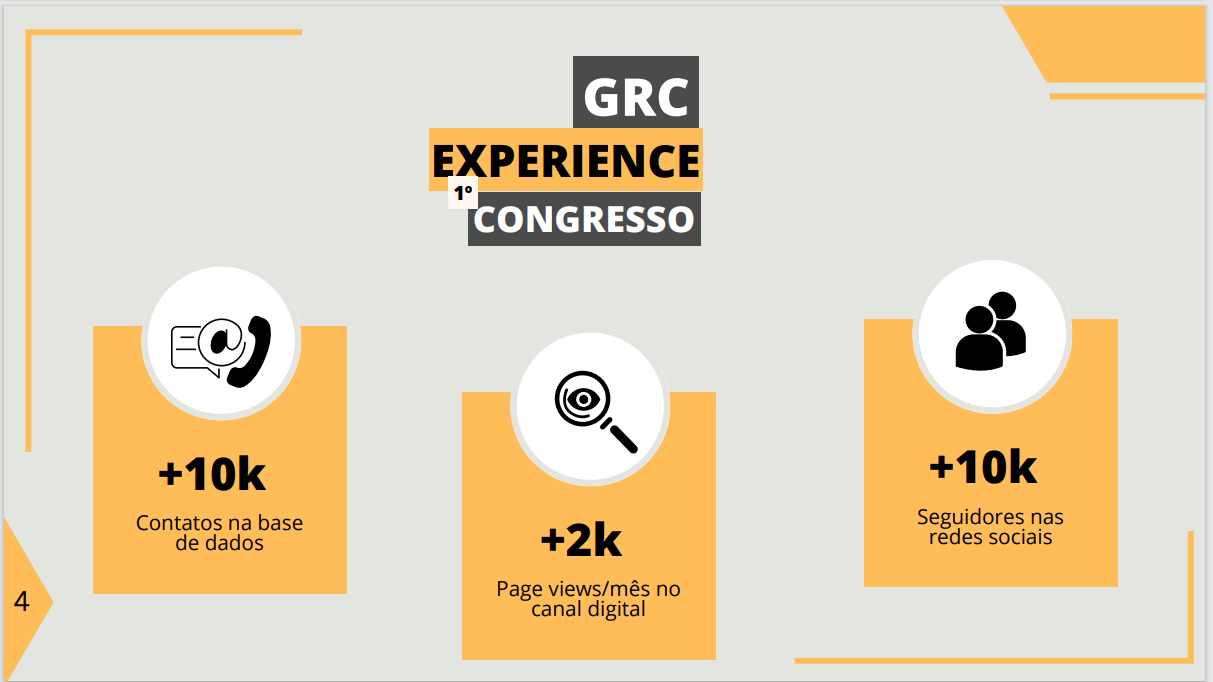 GRC
EXPERIENCE
1º
CONGRESSO
+10k
Contatos na base
de dados
+2k
Page views/mês no
canal digital
+10k
Seguidores nas
redes sociais
4